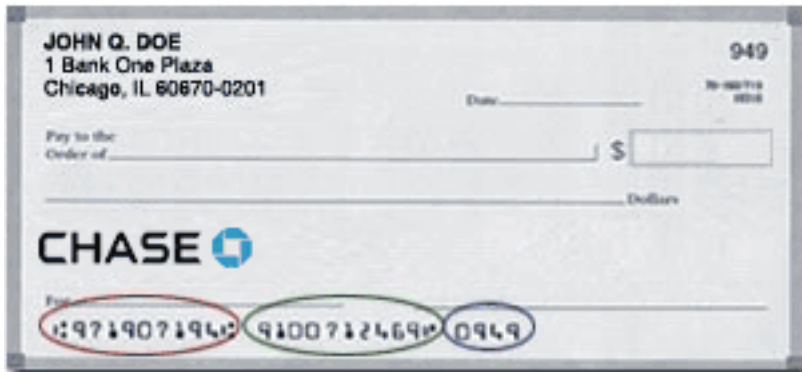 JOHN Q. DOE
949
1 Bank One Plaza
Chicago, IL 60670-0201
Date
Pay to the
Order of
$
Dollars
CHASE
For
⑆971907194⑆ 9100712469⑈ 0949